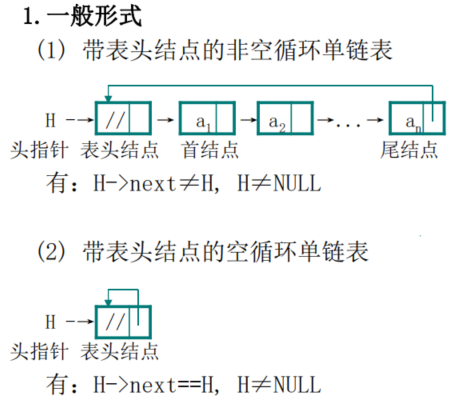 1.一般形式
(1) 带表头结点的非空循环单链表
H // a1 a2 ... an
头指针 表头结点 首结点 尾结点
有: H->next≠H, H≠NULL
(2) 带表头结点的空循环单链表
H //
头指针 表头结点
有: H->next==H, H≠NULL